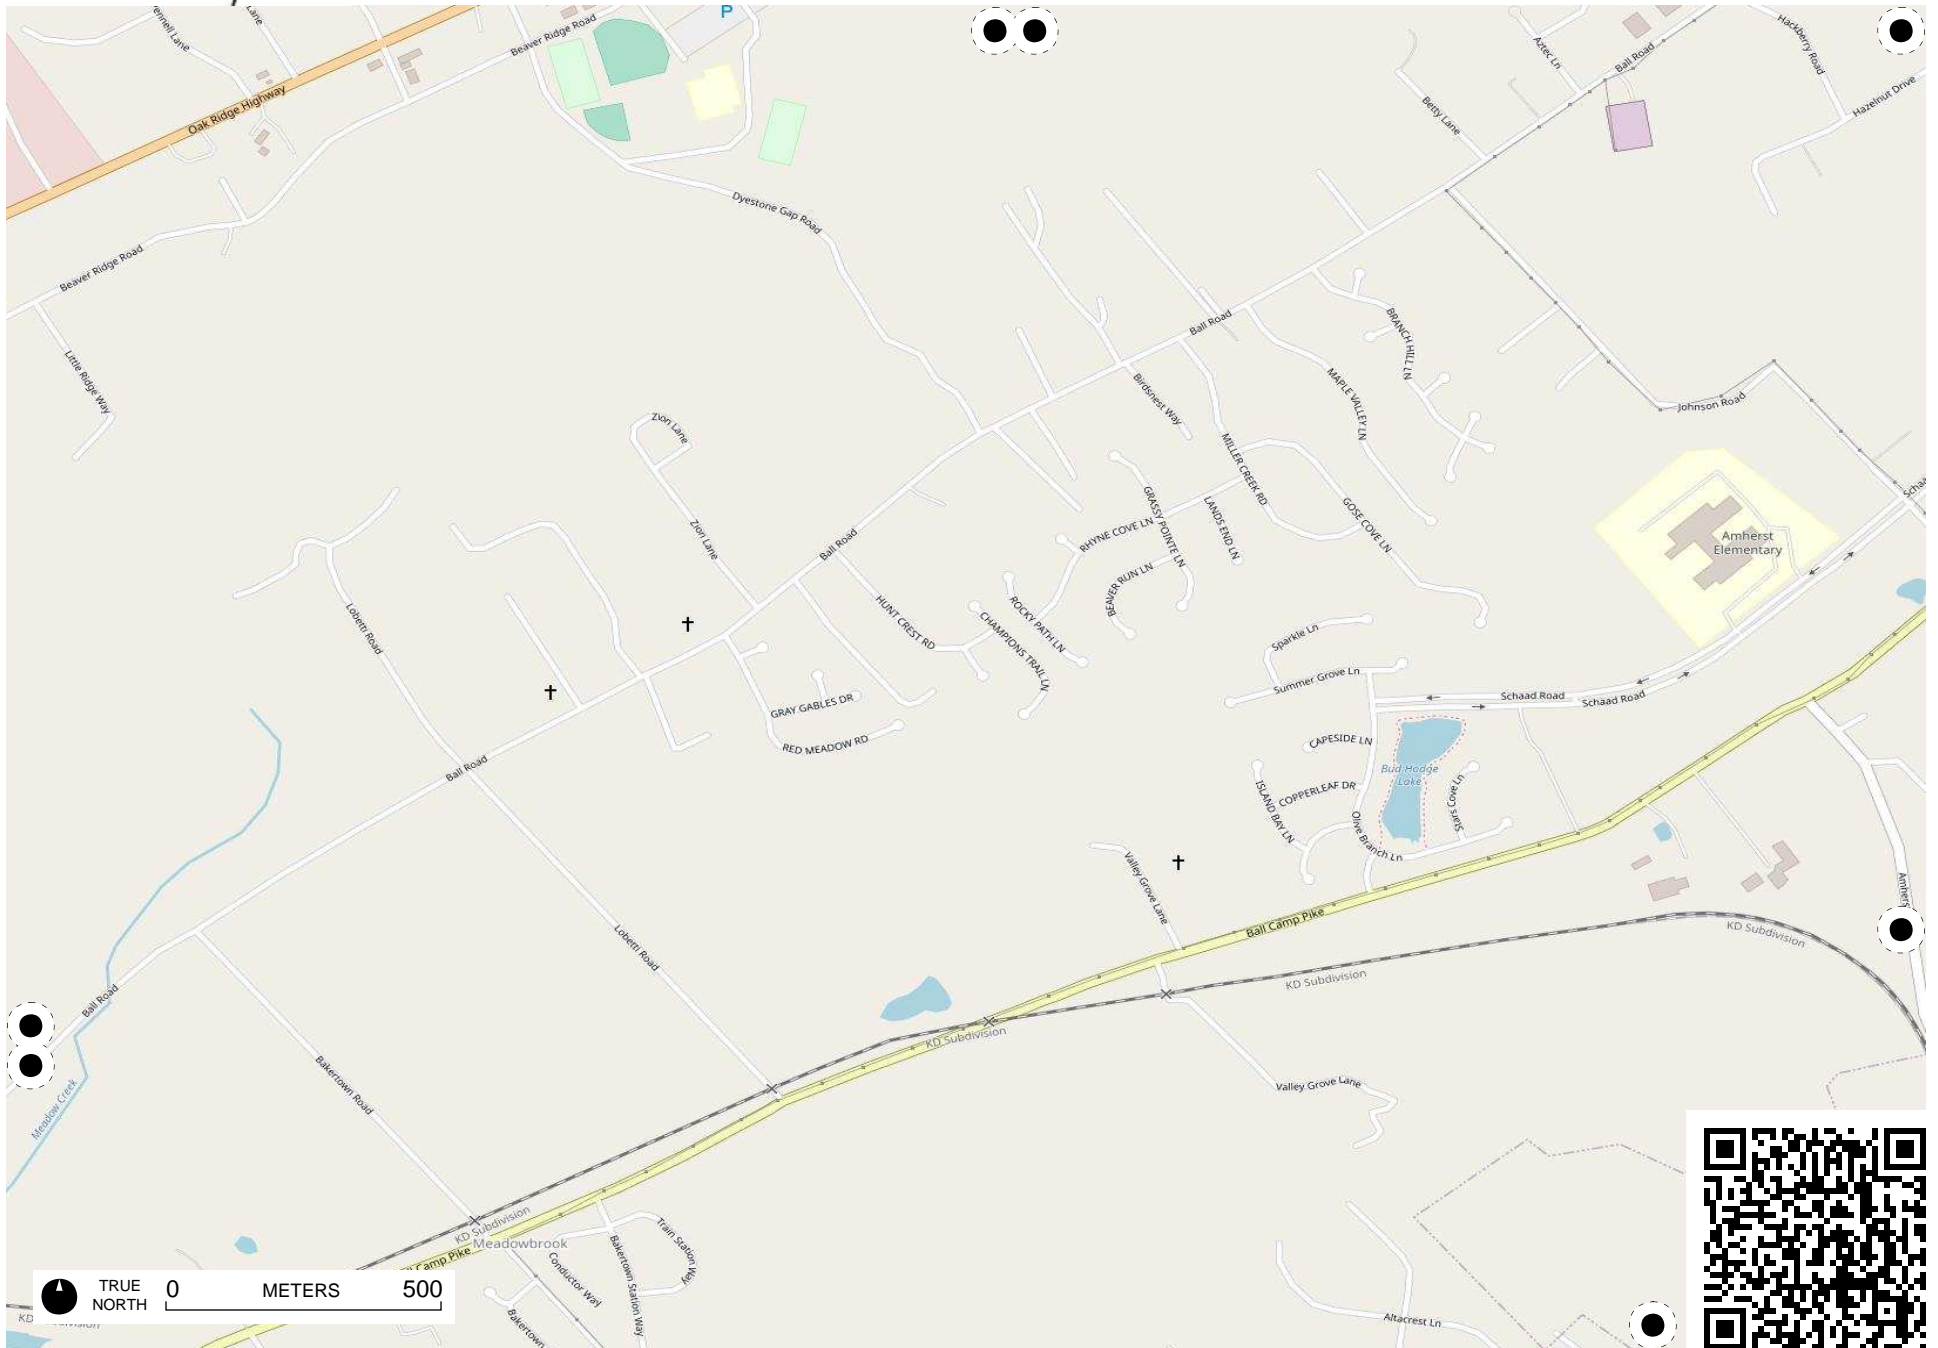 P
Beaver Ridge Road
Ball Road
Aztec Ln
Hackberry Road
Hazelnut Drive
Betty Lane
Oak Ridge Highway
Dyestone Gap Road
Beaver Ridge Road
Ball Road
BRANCH HILL LN
Little Ridge Way
Birdsnest Way
MAPLE VALLEY LN
Johnson Road
Zion Lane
MILLER CREEK RD
Zion Lane
Ball Road
GRASSY POINTE LN
LANDS END LN
GOSE COVE LN
RHYNE COVE LN
Amherst
Elementary
BEAVER RUN LN
Lobetti Road
HUNT CREST RD
ROCKY PATH LN
CHAMPIONS TRAIL LN
Sparkle Ln
Summer Grove Ln
Schaad Road
Schaad Road
GRAY GABLES DR
RED MEADOW RD
CAPESIDE LN
Bud Hodge
Lake
Ball Road
ISLAND BAY LN
COPPERLEAF DR
Stars Cove Ln
Olive Branch Ln
Valley Grove Lane
Ball Camp Pike
Lobetti Road
KD Subdivision
KD Subdivision
Ball Road
KD Subdivision
Bakertown Road
Meadow Creek
Valley Grove Lane
KD Subdivision
Meadowbrook
Camp Pike
Train Station Way
Bakertown Station Way
Conductor Way
TRUE
NORTH
0 METERS 500
Altacrest Ln
Bakertown